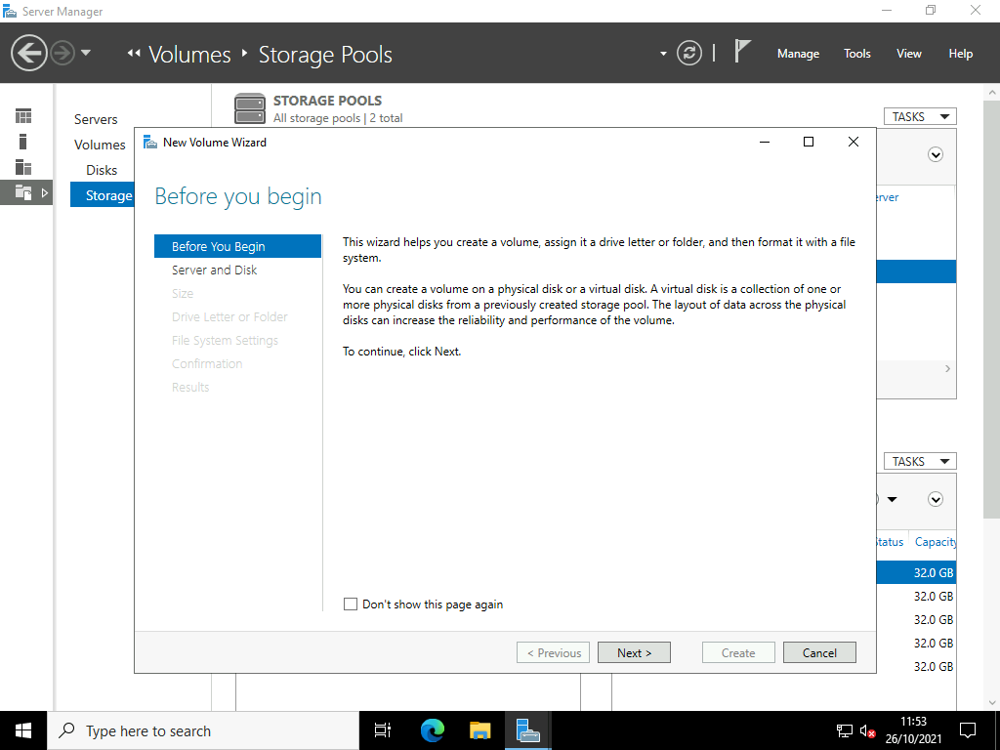 Server Manager
Volumes
Storage Pools
Manage
Tools
View
Help
Servers
Volumes
Disks
Storage
STORAGE POOLS
All storage pools | 2 total
TASKS
New Volume Wizard
Before you begin
Before You Begin
Server and Disk
Size
Drive Letter or Folder
File System Settings
Confirmation
Results
This wizard helps you create a volume, assign it a drive letter or folder, and then format it with a file
system.
You can create a volume on a physical disk or a virtual disk. A virtual disk is a collection of one or
more physical disks from a previously created storage pool. The layout of data across the physical
disks can increase the reliability and performance of the volume.
To continue, click Next.
Don't show this page again
< Previous
Next >
Create
Cancel
TASKS
Status
Capacity
32.0 GB
32.0 GB
32.0 GB
32.0 GB
32.0 GB
Type here to search
11:53
26/10/2021